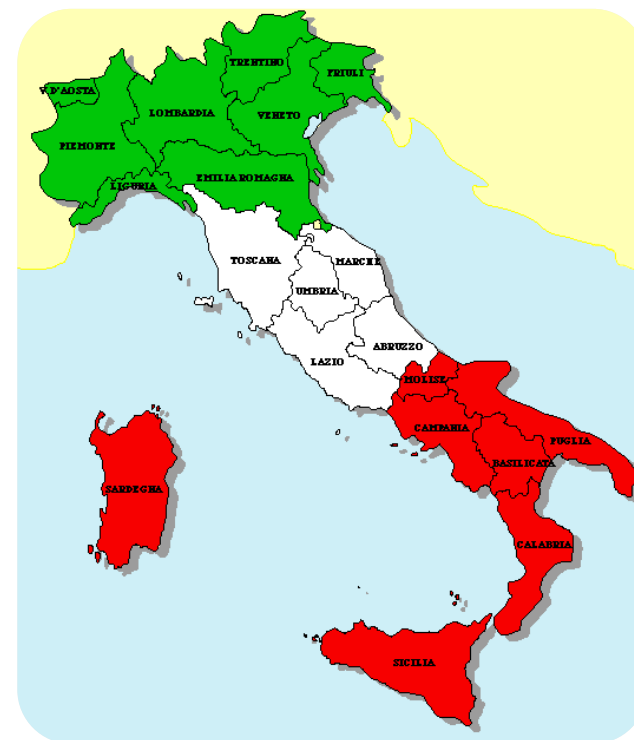 TRENTINO
FRIULI
V D'AOSTA
LOMBARDIA
VENETO
PIEMONTE
EMILIA ROMAGNA
LIGURIA
TOSCANA
MARCHE
UMBRIA
ABRUZZO
LAZIO
MOLISE
CAMPANIA
PUGLIA
BASILICATA
SARDEGNA
CALABRIA
SICILIA